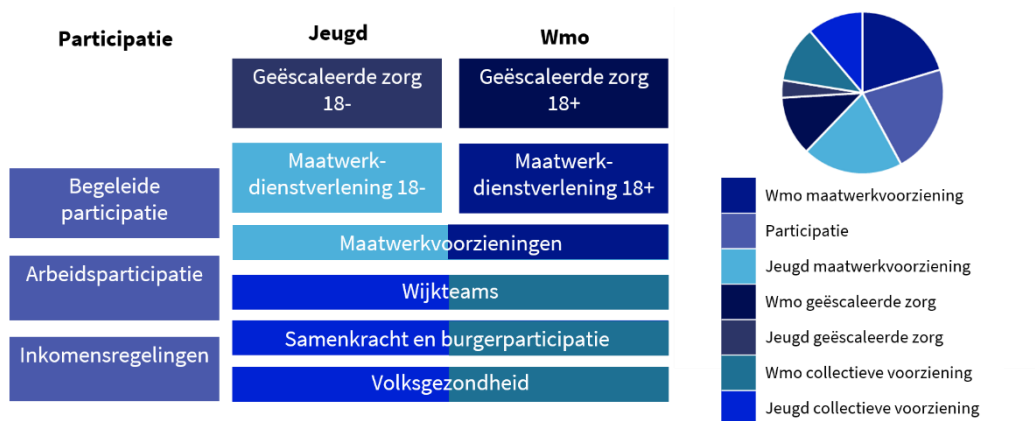 Participatie
Jeugd
Wmo
Geëscaleerde zorg
18-
Geëscaleerde zorg
18+
Begeleide
participatie
Maatwerk-
dienstverlening 18-
Maatwerk-
dienstverlening 18+
Maatwerkvoorzieningen
Arbeidsparticipatie
Wijkteams
Samenkracht en burgerparticipatie
Inkomensregelingen
Volksgezondheid
Wmo maatwerkvoorziening
Participatie
Jeugd maatwerkvoorziening
Wmo geëscaleerde zorg
Jeugd geëscaleerde zorg
Wmo collectieve voorziening
Jeugd collectieve voorziening